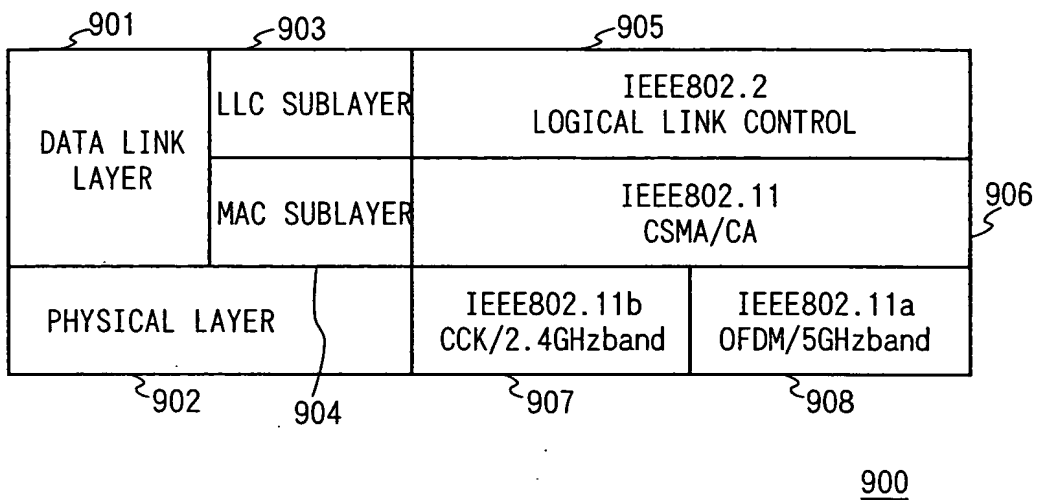 901
903
905
DATA LINK
LAYER
LLC SUBLAYER
IEEE802.2
LOGICAL LINK CONTROL
MAC SUBLAYER
IEEE802.11
CSMA/CA
906
PHYSICAL LAYER
IEEE802.11b
CCK/2.4GHzband
IEEE802.11a
OFDM/5GHzband
902
904
907
908
900